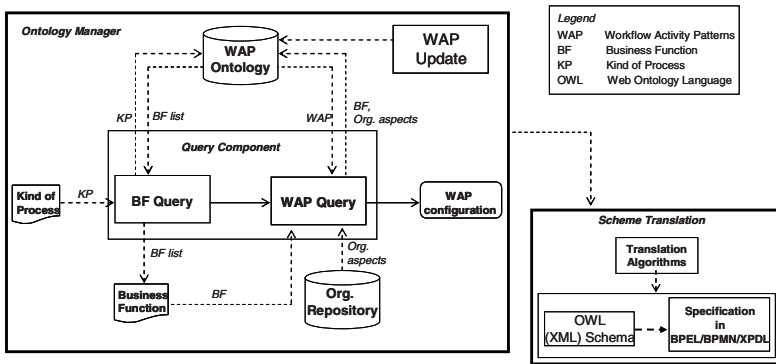 Ontology Manager
WAP
Ontology
WAP
Update
Legend
WAP Workflow Activity Patterns
BF Business Function
KP Kind of Process
OWL Web Ontology Language
KP
BF list
WAP
BF,
Org. aspects
Query Component
Kind of
Process
KP
BF Query
WAP Query
WAP
configuration
BF list
Org.
aspects
Business
Function
BF
Org.
Repository
Scheme Translation
Translation
Algorithms
OWL
(XML) Schema
Specification
in
BPEL/BPMN/XPDL